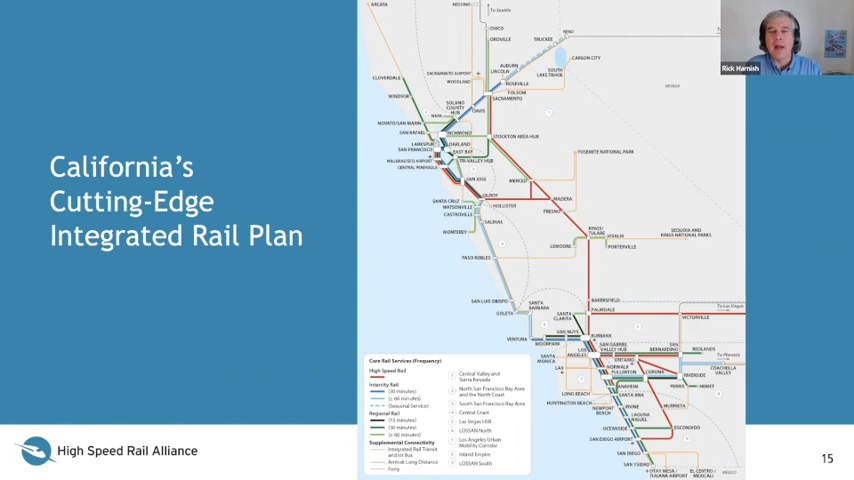 California's
Cutting-Edge
Integrated Rail Plan
High Speed Rail Alliance
15
Rick Harnish
ARCATA
REDDING
To Seattle
CHICO
OROVILLE
RENO
TRUCKEE
CARSON CITY
AUBURN
LINCOLN
SOUTH
LAKE TAHOE
ROSEVILLE
SACRAMENTO AIRPORT
WOODLAND
FOLSOM
SACRAMENTO
CLOVERDALE
WINDSOR
SOLANO
COUNTY
HUB
DAVIS
NAPA
NEVADA
NOVATO/SAN MARIN
SAN RAFAEL
RICHMOND
STOCKTON AREA HUB
LARKSPUR
SAN FRANCISCO
OAKLAND
EAST BAY
TRI-VALLEY HUB
MILLBRAE/SFO AIRPORT
CENTRAL PENINSULA
YOSEMITE NATIONAL PARK
SAN JOSE
MERCED
GILROY
MADERA
SANTA CRUZ
WATSONVILLE
CASTROVILLE
HOLLISTER
FRESNO
SALINAS
MONTEREY
KINGS/
TULARE
VISALIA
SEQUOIA AND
KINGS NATIONAL PARKS
LEMOORE
PORTERVILLE
PASO ROBLES
SAN LUIS OBISPO
BAKERSFIELD
SANTA
BARBARA
GOLETA
SANTA
CLARITA
PALMDALE
To Las Vegas
VICTORVILLE
VENTURA
VAN NUYS
MOORPARK
BURBANK
LOS
ANGELES
SAN GABRIEL
VALLEY HUB
SAN
BERNARDINO
REDLANDS
To Phoenix
SANTA
MONICA
ONTARIO
COACHELLA
VALLEY
LAX
NORWALK
FULLERTON
CORONA
RIVERSIDE
PERRIS
HEMET
ANAHEIM
LONG BEACH
SANTA ANA
HUNTINGTON BEACH
NEWPORT
BEACH
IRVINE
MURRIETA
LAGUNA
NIGUEL
OCEANSIDE
ESCONDIDO
SAN DIEGO AIRPORT
SAN DIEGO
SAN YSIDRO
OTAY MESA /
TIJUANA AIRPORT
EL CENTRO /
MEXICALI
MEXICO
Core Rail Services (Frequency)
High Speed Rail
Intercity Rail
(30 minutes)
(≥ 60 minutes)
(Seasonal Service)
Regional Rail
(15 minutes)
(30 minutes)
(≥ 60 minutes)
Supplemental Connectivity
Integrated Rail Transit
and/or Bus
Amtrak Long Distance
Ferry
Central Valley and
Sierra Nevada
North San Francisco Bay Area
and the North Coast
South San Francisco Bay Area
Central Coast
Las Vegas HSR
LOSSAN North
Los Angeles Urban
Mobility Corridor
Inland Empire
LOSSAN South